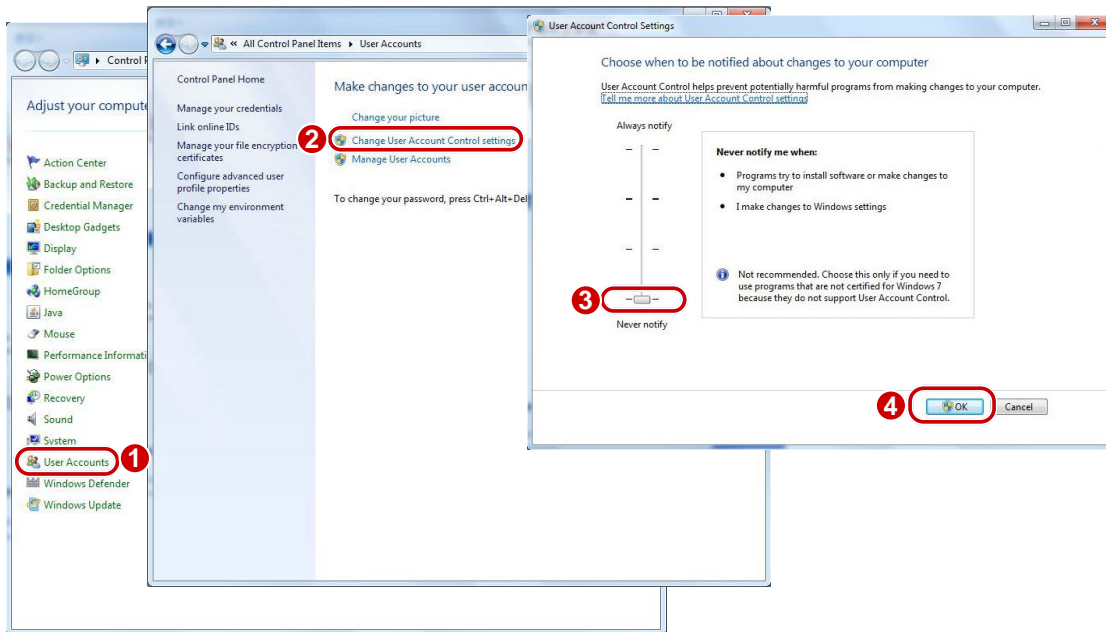 Control P
Adjust your compute
Action Center
Backup and Restore
Credential Manager
Desktop Gadgets
Display
Folder Options
HomeGroup
Java
Mouse
Performance Informati
Power Options
Recovery
Sound
System
User Accounts
1
Windows Defender
Windows Update
« All Control Panel Items ▸ User Accounts
Control Panel Home
Manage your credentials
Link online IDs
Manage your file encryption
certificates
Configure advanced user
profile properties
Change my environment
variables
Make changes to your user accoun
Change your picture
2
Change User Account Control settings
Manage User Accounts
To change your password, press Ctrl+Alt+Del
User Account Control Settings
Choose when to be notified about changes to your computer
User Account Control helps prevent potentially harmful programs from making changes to your computer.
Tell me more about User Account Control settings
Always notify
Never notify me when:
• Programs try to install software or make changes to
my computer
• I make changes to Windows settings
Not recommended. Choose this only if you need to
use programs that are not certified for Windows 7
because they do not support User Account Control.
3
Never notify
4
OK
Cancel